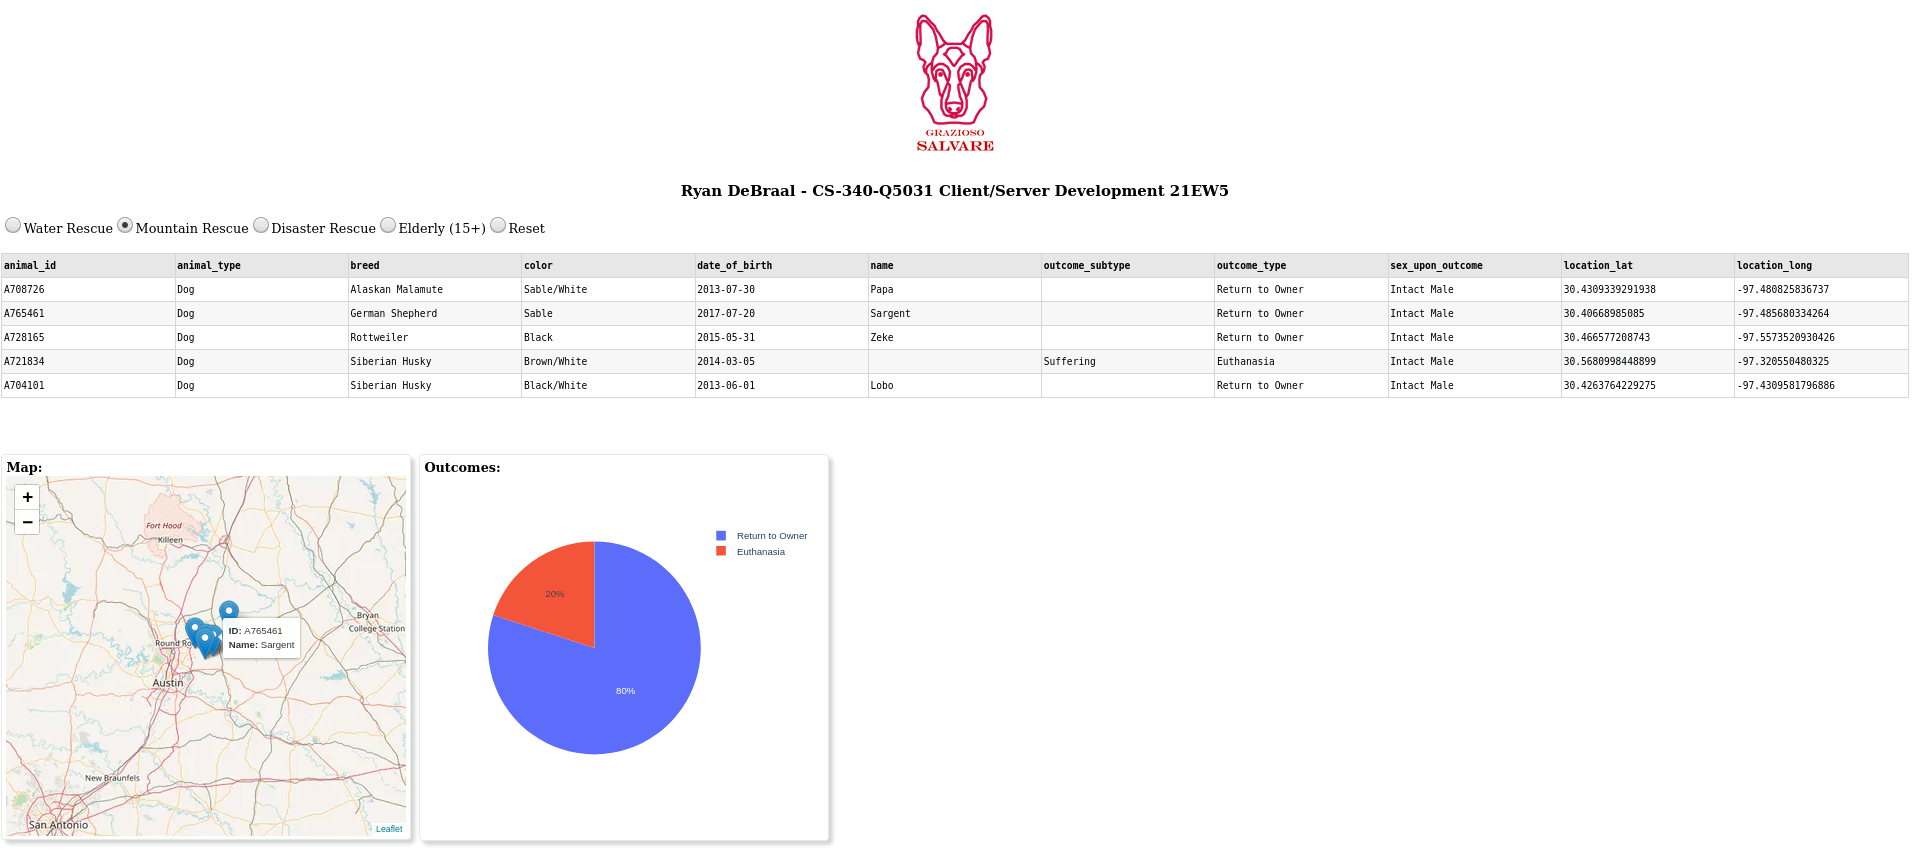 GRAZIOSO
SALVARE
Ryan DeBraal - CS-340-Q5031 Client/Server Development 21EW5
Water Rescue Mountain Rescue Disaster Rescue Elderly (15+) Reset
animal_id animal_type breed color date_of_birth name outcome_subtype outcome_type sex_upon_outcome location_lat location_long
A708726 Dog Alaskan Malamute Sable/White 2013-07-30 Papa Return to Owner Intact Male 30.4309339291938 -97.480825836737
A765461 Dog German Shepherd Sable 2017-07-20 Sargent Return to Owner Intact Male 30.40668985085 -97.485680334264
A728165 Dog Rottweiler Black 2015-05-31 Zeke Return to Owner Intact Male 30.466577208743 -97.5573520930426
A721834 Dog Siberian Husky Brown/White 2014-03-05 Suffering Euthanasia Intact Male 30.5680998448899 -97.320550480325
A704101 Dog Siberian Husky Black/White 2013-06-01 Lobo Return to Owner Intact Male 30.4263764229275 -97.4309581796886
Map:
+
−
Fort Hood
Killeen
Bryan
College Station
Round Ro
ID: A765461
Name: Sargent
Austin
New Braunfels
San Antonio
Leaflet
Outcomes:
Return to Owner
Euthanasia
20%
80%